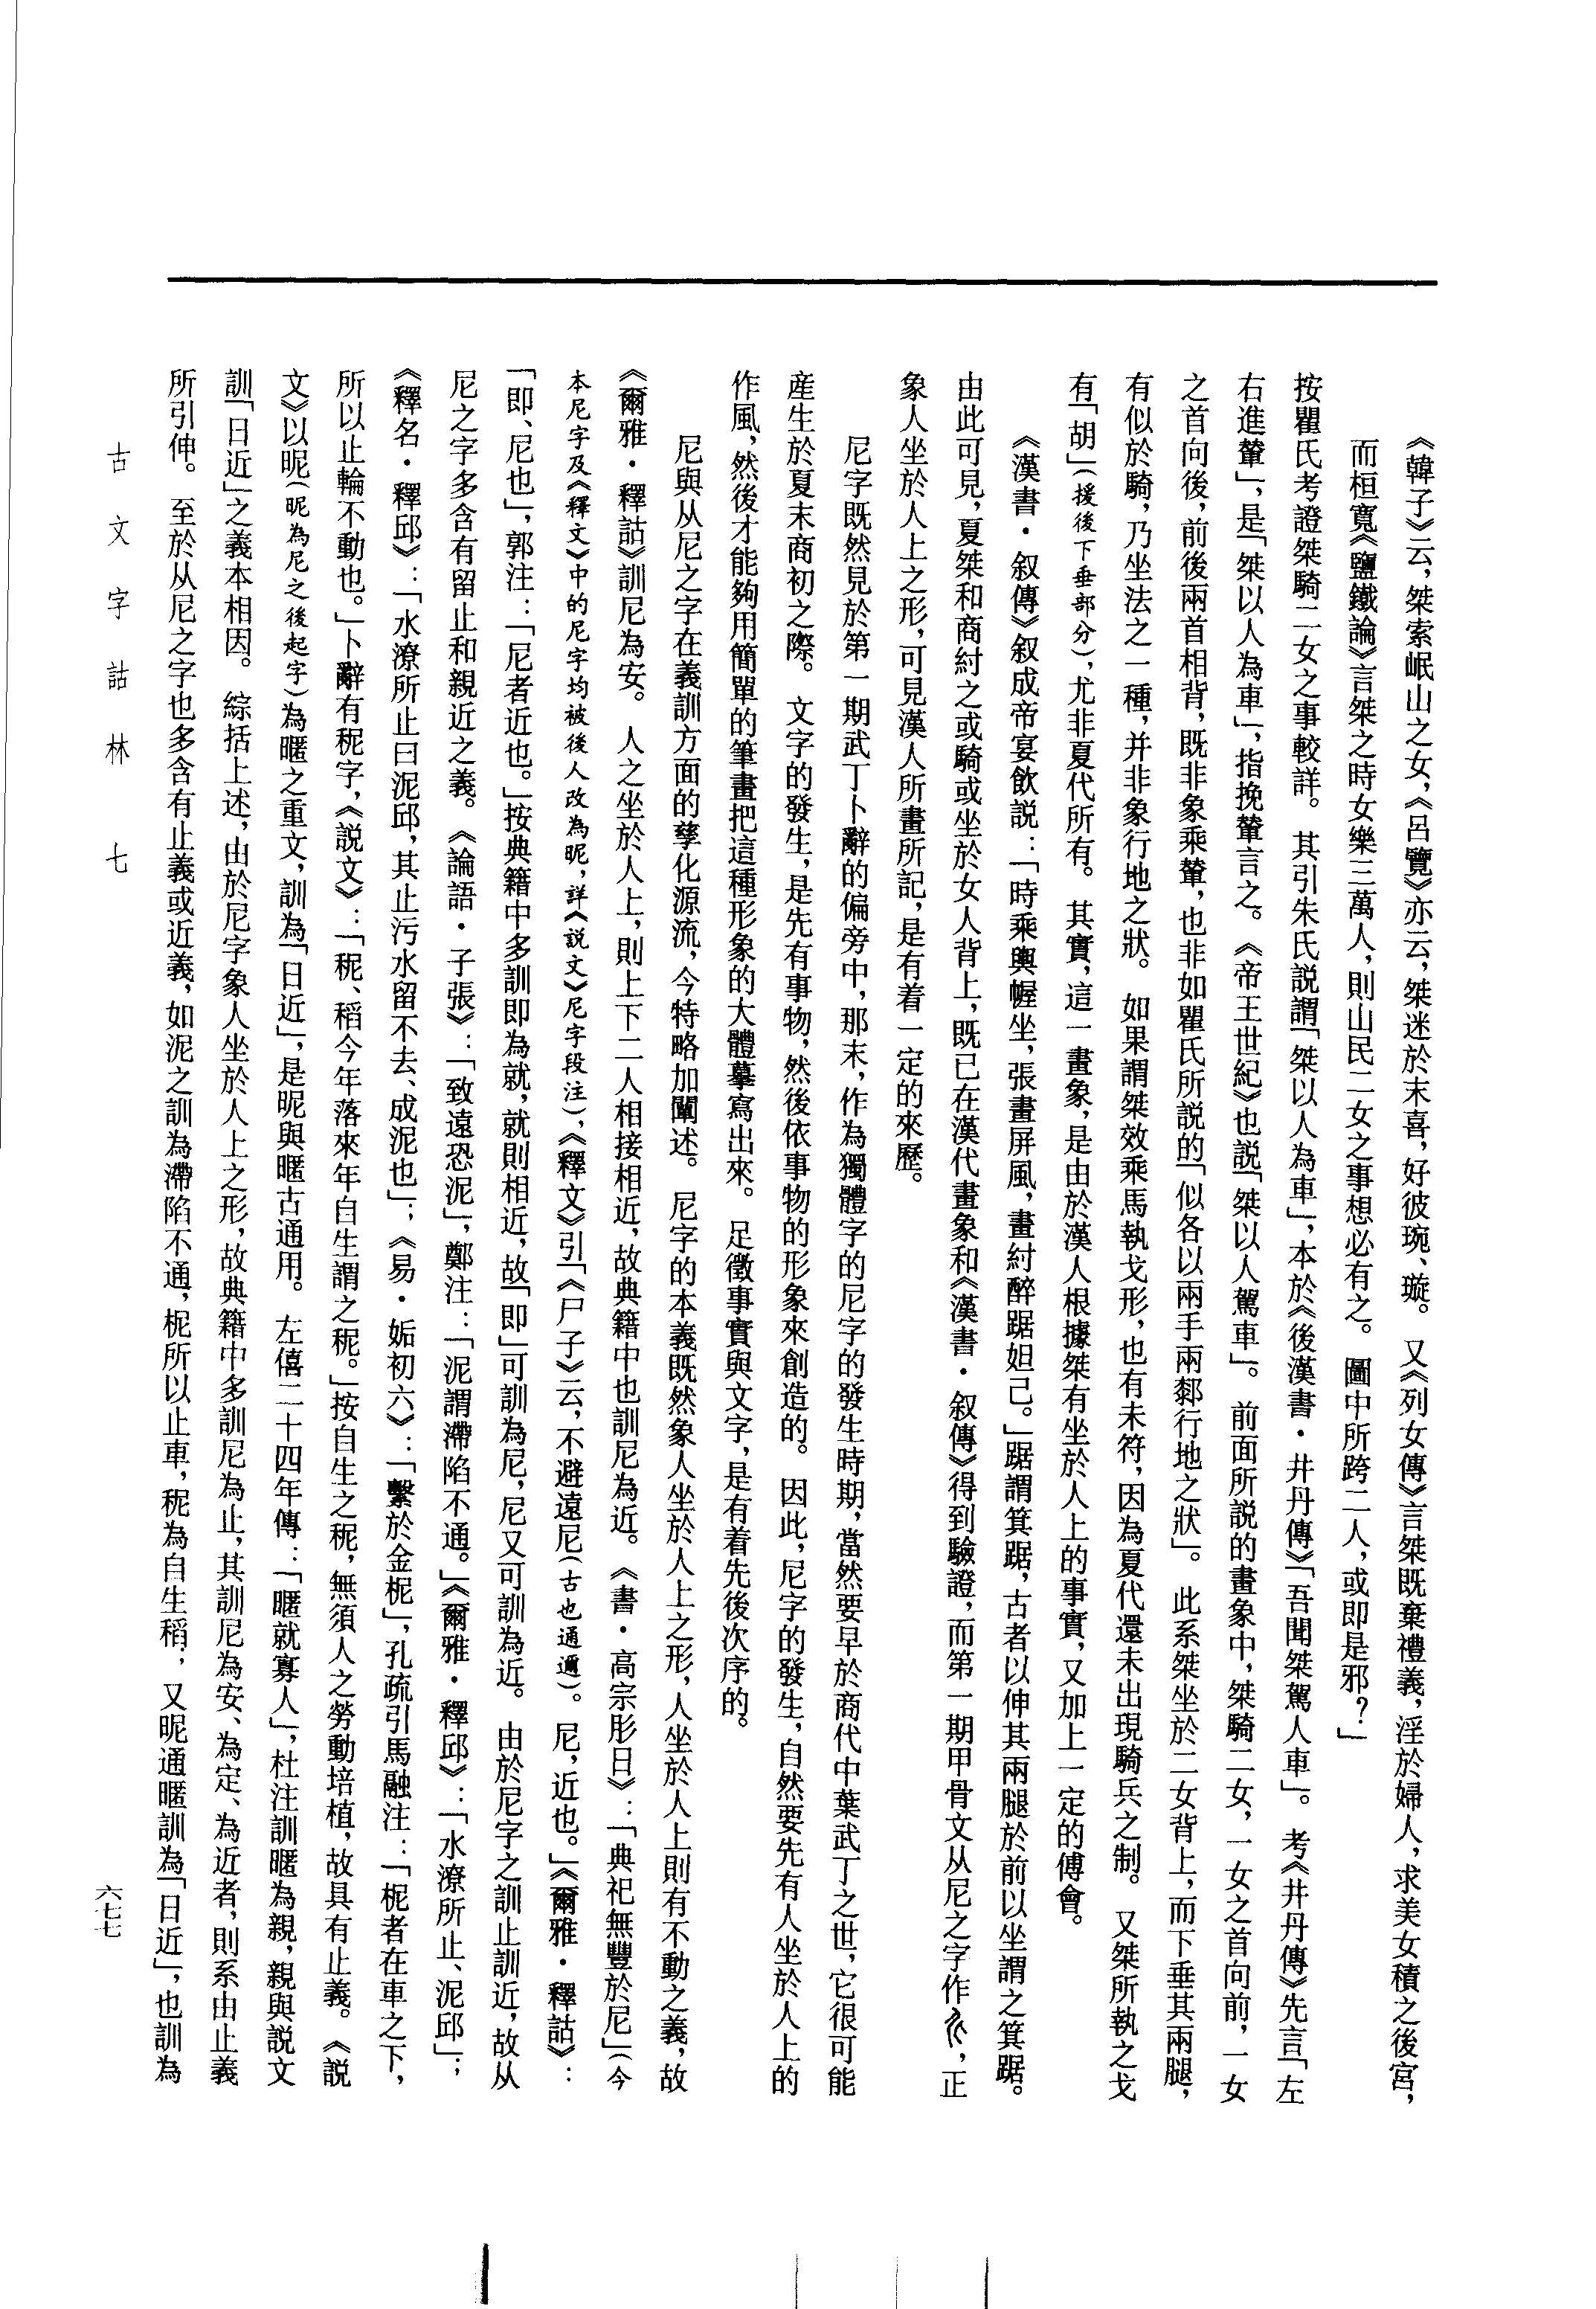 《韓子》云，桀索岷山之女，《呂覽》亦云，桀迷於末喜，好彼琬、璇。又《列女傳》言桀既棄禮義，淫於婦人，求美女積之後宮，
而桓寬《鹽鐵論》言桀之時女樂三萬人，則山民二女之事想必有之。圖中所跨二人，或即是邪？」
按瞿氏考證桀騎二女之事較詳。其引朱氏説謂「桀以人為車」，本於《後漢書·井丹傳》「吾聞桀駕人車」。考《井丹傳》先言「左
右進輦」，是「桀以人為車」，指挽輦言之。《帝王世紀》也説「桀以人駕車」。前面所説的畫象中，桀騎二女，一女之首向前，一女
之首向後，前後兩首相背，既非象乘輦，也非如瞿氏所説的「似各以兩手兩郄行地之狀」。此系桀坐於二女背上，而下垂其兩腿，
有似於騎，乃坐法之一種，并非象行地之狀。如果謂桀效乘馬執戈形，也有未符，因為夏代還未出現騎兵之制。又桀所執之戈
有「胡」（援後下垂部分），尤非夏代所有。其實，這一畫象，是由於漢人根據桀有坐於人上的事實，又加上一定的傅會。
《漢書·叙傳》叙成帝宴飲説：「時乘輿幄坐，張畫屏風，畫紂醉踞妲己。」踞謂箕踞，古者以伸其兩腿於前以坐謂之箕踞。
由此可見，夏桀和商紂之或騎或坐於女人背上，既已在漢代畫象和《漢書·叙傳》得到驗證，而第一期甲骨文从尼之字作，正
象人坐於人上之形，可見漢人所畫所記，是有着一定的來歷。
尼字既然見於第一期武丁卜辭的偏旁中，那末，作為獨體字的尼字的發生時期，當然要早於商代中葉武丁之世，它很可能
産生於夏末商初之際。文字的發生，是先有事物，然後依事物的形象來創造的。因此，尼字的發生，自然要先有人坐於人上的
作風，然後才能夠用簡單的筆畫把這種形象的大體摹寫出來。足徵事實與文字，是有着先後次序的。
尼與从尼之字在義訓方面的孳化源流，今特略加闡述。尼字的本義既然象人坐於人上之形，人坐於人上則有不動之義，故
《爾雅·釋詁》訓尼為安。人之坐於人上，則上下二人相接相近，故典籍中也訓尼為近。《書·高宗肜日》：「典祀無豐於尼」（今
本尼字及《釋文》中的尼字均被後人改為昵，詳《説文》尼字段注），《釋文》引「《尸子》云，不避遠尼（古也通邇）。尼，近也。」《爾雅·釋詁》：
「即、尼也」，郭注：「尼者近也。」按典籍中多訓即為就，就則相近，故「即」可訓為尼，尼又可訓為近。由於尼字之訓止訓近，故从
尼之字多含有留止和親近之義。《論語·子張》：「致遠恐泥」，鄭注：「泥謂滯陷不通。」《爾雅·釋邱》：「水潦所止、泥邱」；
《釋名·釋邱》：「水潦所止曰泥邱，其止污水留不去、成泥也」；《易·姤初六》：「繫於金柅」，孔疏引馬融注：「柅者在車之下，
所以止輪不動也。」卜辭有秜字，《説文》：「秜、稻今年落來年自生謂之秜。」按自生之秜，無須人之勞動培植，故具有止義。《説
文》以昵（昵為尼之後起字）為暱之重文，訓為「日近」，是昵與暱古通用。左僖二十四年傳：「暱就寡人」，杜注訓暱為親，親與説文
訓「日近」之義本相因。綜括上述，由於尼字象人坐於人上之形，故典籍中多訓尼為止，其訓尼為安、為定、為近者，則系由止義
所引伸。至於从尼之字也多含有止義或近義，如泥之訓為滯陷不通，柅所以止車，秜為自生稻，又昵通暱訓為「日近」，也訓為
古文字詁林 七
六七七